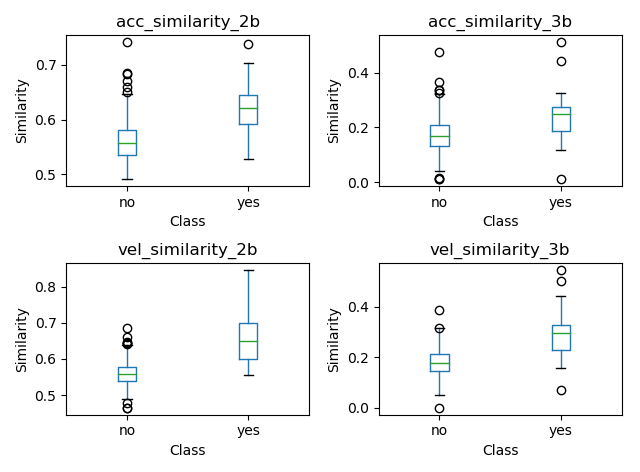 acc_similarity_2b
Similarity
0.7
0.6
0.5
no
yes
Class
acc_similarity_3b
Similarity
0.4
0.2
0.0
no
yes
Class
vel_similarity_2b
Similarity
0.8
0.7
0.6
0.5
no
yes
Class
vel_similarity_3b
Similarity
0.4
0.2
0.0
no
yes
Class